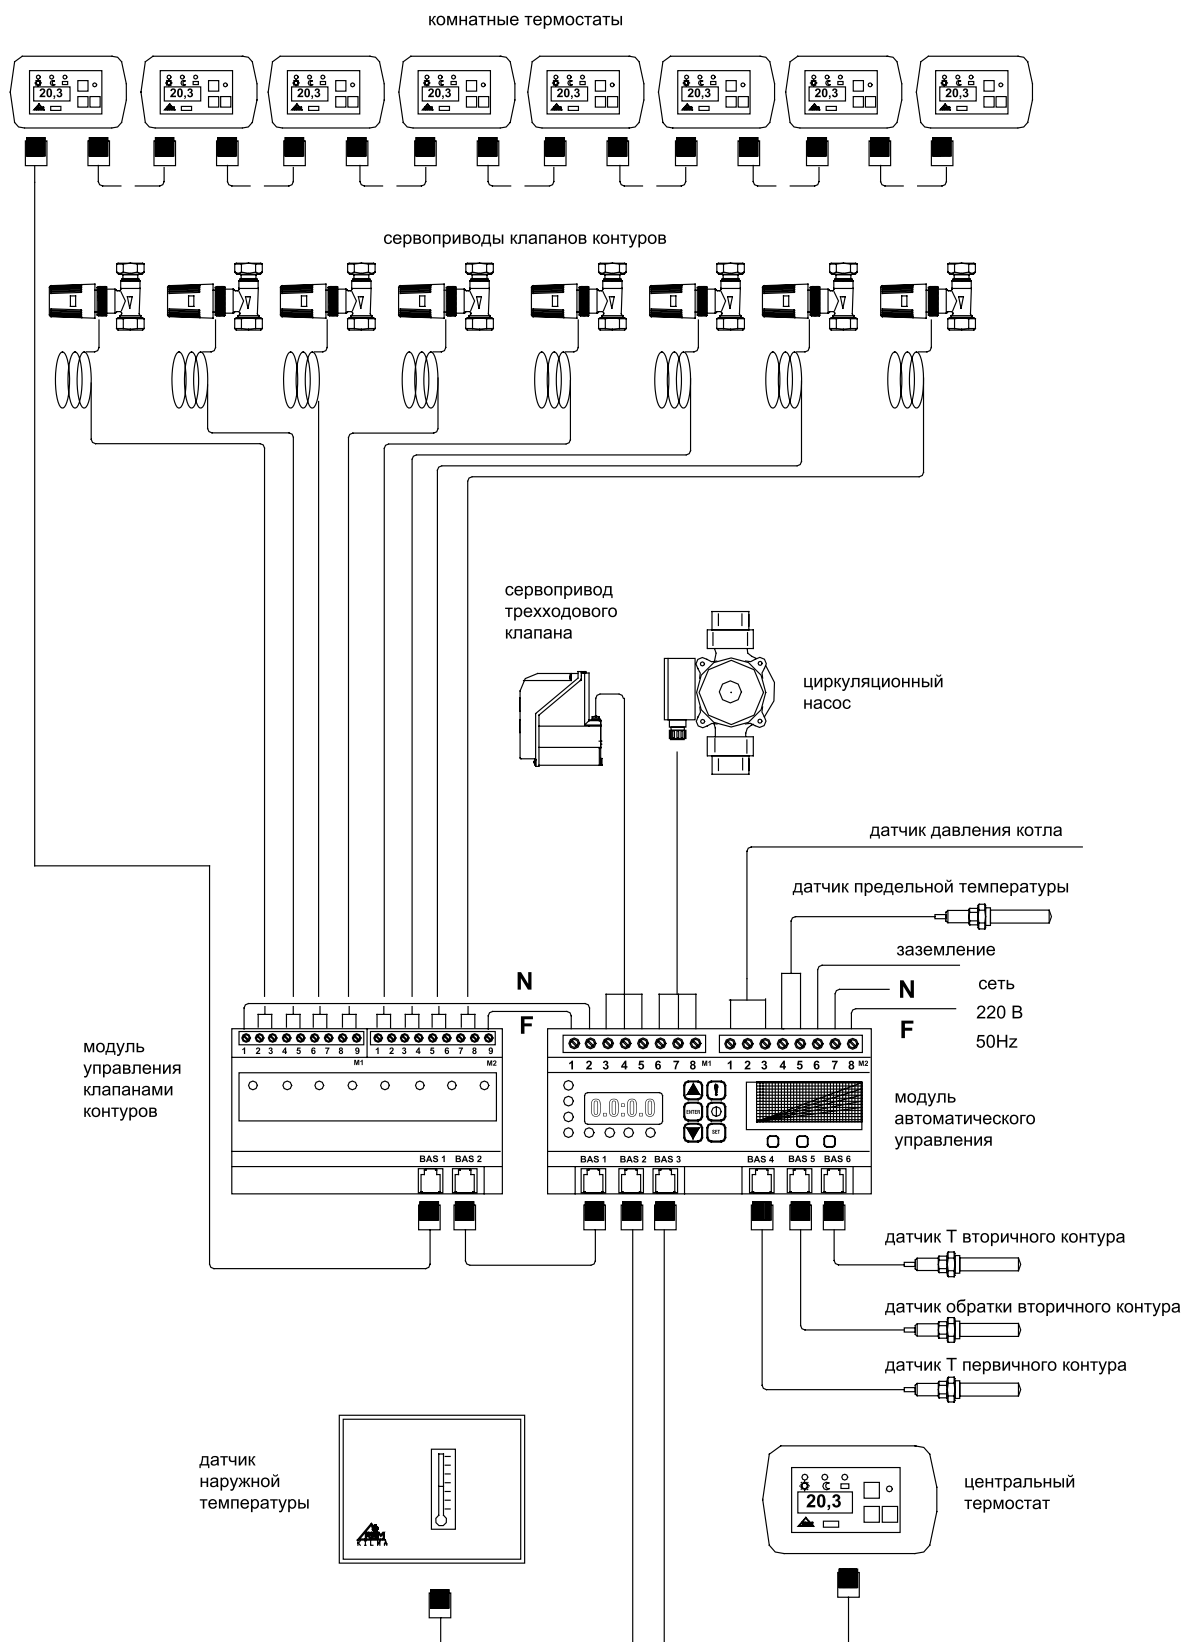 комнатные термостаты
20,3 20,3 20,3 20,3 20,3 20,3 20,3 20,3
сервоприводы клапанов контуров
сервопривод
трехходового
клапана
циркуляционный
насос
датчик давления котла
датчик предельной температуры
заземление
N
F
N
F
сеть
220 В
50Hz
модуль
управления
клапанами
контуров
1 2 3 4 5 6 7 8 9
M1
1 2 3 4 5 6 7 8 9
M2
BAS 1 BAS 2
1 2 3 4 5 6 7 8 M1
1 2 3 4 5 6 7 8 M2
0.0:0.0
ENTER
SET
BAS 1 BAS 2 BAS 3
BAS 4 BAS 5 BAS 6
модуль
автоматического
управления
датчик Т вторичного контура
датчик обратки вторичного контура
датчик Т первичного контура
датчик
наружной
температуры
KILMA
20,3
центральный
термостат